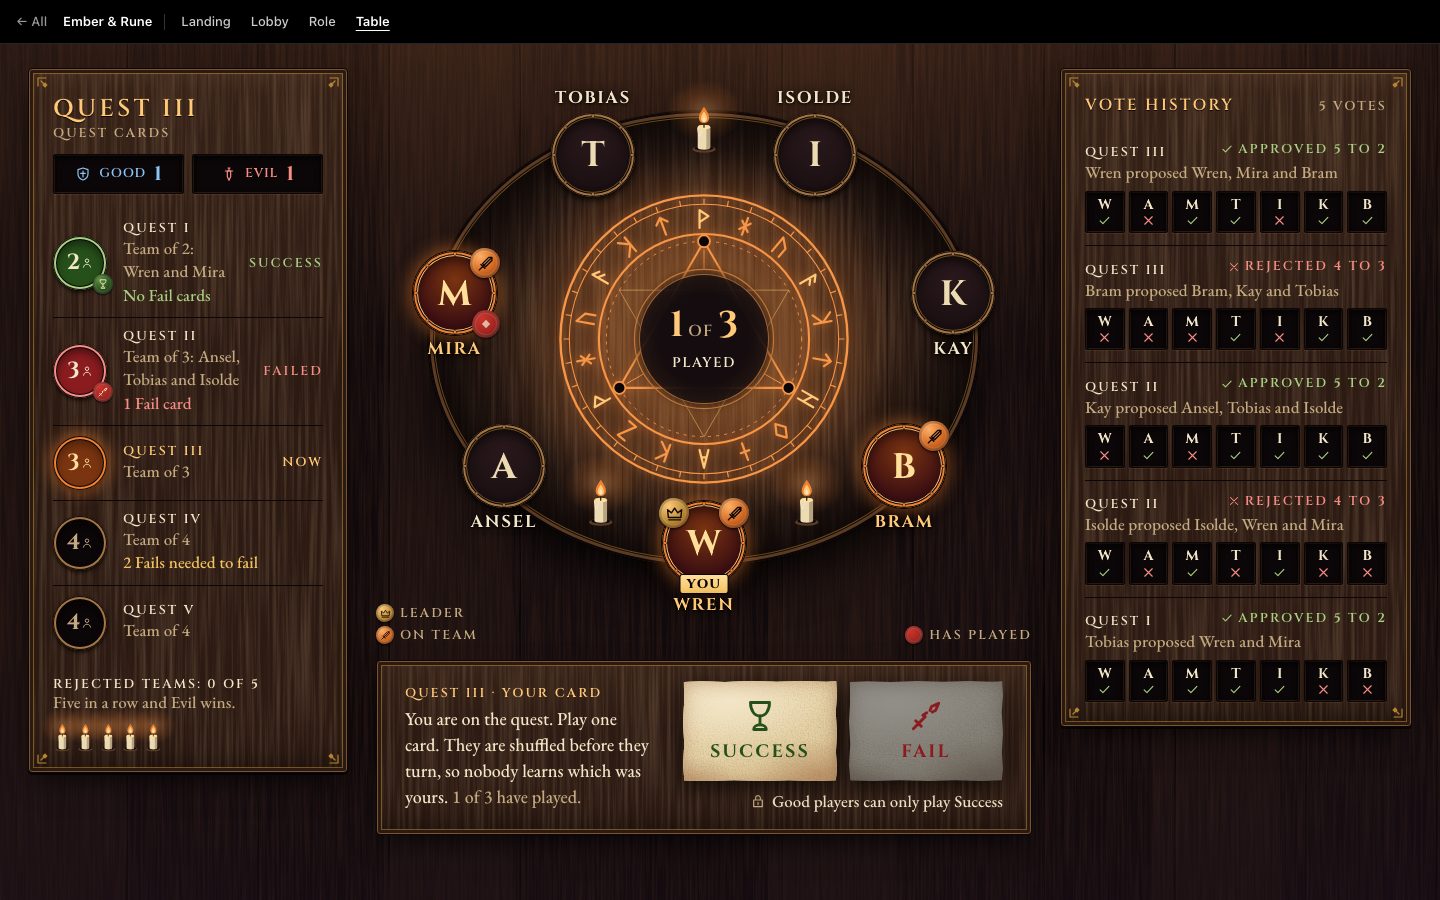 ← All Ember & Rune Landing Lobby Role Table
QUEST III
QUEST CARDS
GOOD 1
EVIL 1
QUEST I
Team of 2:
Wren and Mira
No Fail cards
2
SUCCESS
QUEST II
Team of 3: Ansel,
Tobias and Isolde
1 Fail card
3
FAILED
QUEST III
Team of 3
3
NOW
QUEST IV
Team of 4
2 Fails needed to fail
4
QUEST V
Team of 4
4
REJECTED TEAMS: 0 OF 5
Five in a row and Evil wins.
TOBIAS
T
ISOLDE
I
M
MIRA
K
KAY
1 OF 3
PLAYED
A
ANSEL
B
BRAM
W
YOU
WREN
LEADER
ON TEAM
HAS PLAYED
QUEST III · YOUR CARD
You are on the quest. Play one
card. They are shuffled before they
turn, so nobody learns which was
yours. 1 of 3 have played.
SUCCESS
FAIL
Good players can only play Success
VOTE HISTORY
5 VOTES
QUEST III
APPROVED 5 TO 2
Wren proposed Wren, Mira and Bram
W A M T I K B
QUEST III
REJECTED 4 TO 3
Bram proposed Bram, Kay and Tobias
W A M T I K B
QUEST II
APPROVED 5 TO 2
Kay proposed Ansel, Tobias and Isolde
W A M T I K B
QUEST II
REJECTED 4 TO 3
Isolde proposed Isolde, Wren and Mira
W A M T I K B
QUEST I
APPROVED 5 TO 2
Tobias proposed Wren and Mira
W A M T I K B